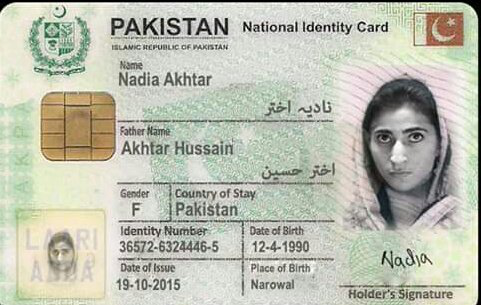 PAKISTAN National Identity Card
ISLAMIC REPUBLIC OF PAKISTAN
Name
Nadia Akhtar
نادیہ اختر
Father Name
Akhtar Hussain
اختر حسین
Gender Country of Stay
F Pakistan
Identity Number Date of Birth
36572-6324446-5 12-4-1990
Date of Issue Place of Birth
19-10-2015 Narowal
Nadia
Holder's Signature